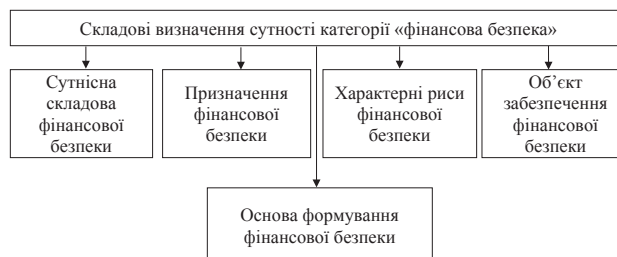 Складові визначення сутності категорії «фінансова безпека»
Сутнісна
складова
фінансової
безпеки
Призначення
фінансової
безпеки
Характерні риси
фінансової
безпеки
Об’єкт
забезпечення
фінансової
безпеки
Основа формування
фінансової безпеки